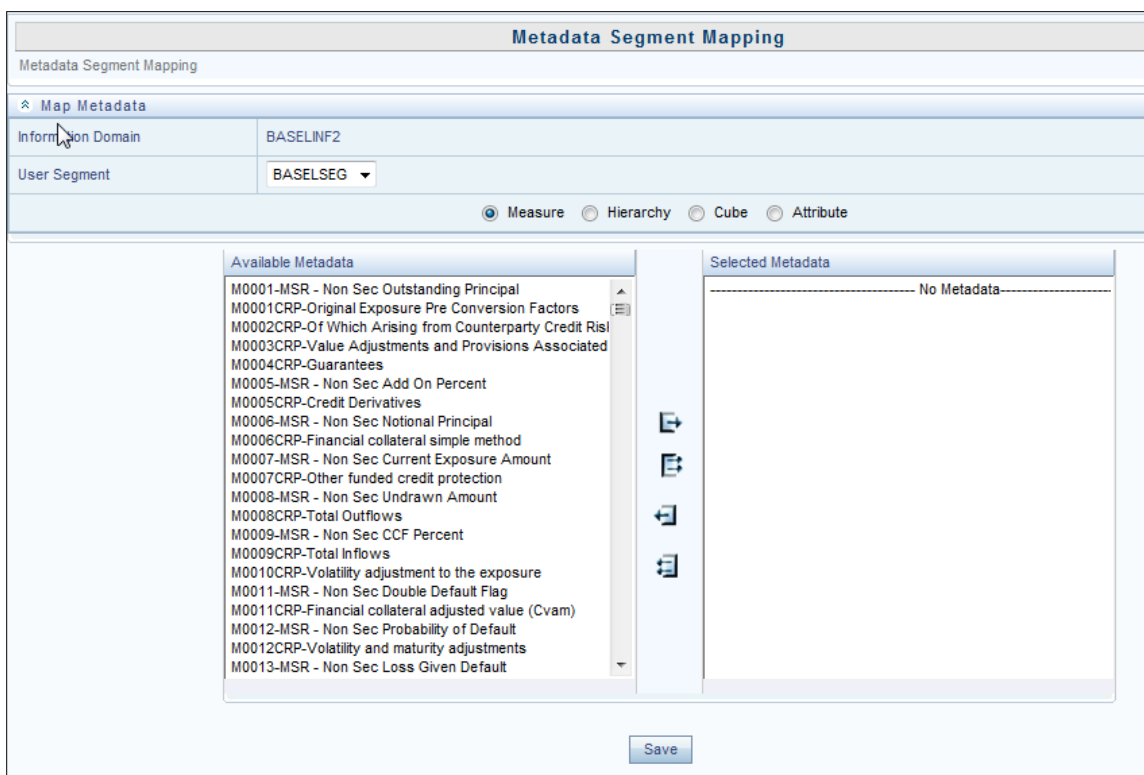 Metadata Segment Mapping
Metadata Segment Mapping
Map Metadata
Information Domain BASELINF2
User Segment BASELSEG
Measure Hierarchy Cube Attribute
Available Metadata
M0001-MSR - Non Sec Outstanding Principal
M0001CRP-Original Exposure Pre Conversion Factors
M0002CRP-Of Which Arising from Counterparty Credit Ris
M0003CRP-Value Adjustments and Provisions Associated
M0004CRP-Guarantees
M0005-MSR - Non Sec Add On Percent
M0005CRP-Credit Derivatives
M0006-MSR - Non Sec Notional Principal
M0006CRP-Financial collateral simple method
M0007-MSR - Non Sec Current Exposure Amount
M0007CRP-Other funded credit protection
M0008-MSR - Non Sec Undrawn Amount
M0008CRP-Total Outflows
M0009-MSR - Non Sec CCF Percent
M0009CRP-Total Inflows
M0010CRP-Volatility adjustment to the exposure
M0011-MSR - Non Sec Double Default Flag
M0011CRP-Financial collateral adjusted value (Cvam)
M0012-MSR - Non Sec Probability of Default
M0012CRP-Volatility and maturity adjustments
M0013-MSR - Non Sec Loss Given Default
Selected Metadata
--------------------------------------- No Metadata---------------------
Save